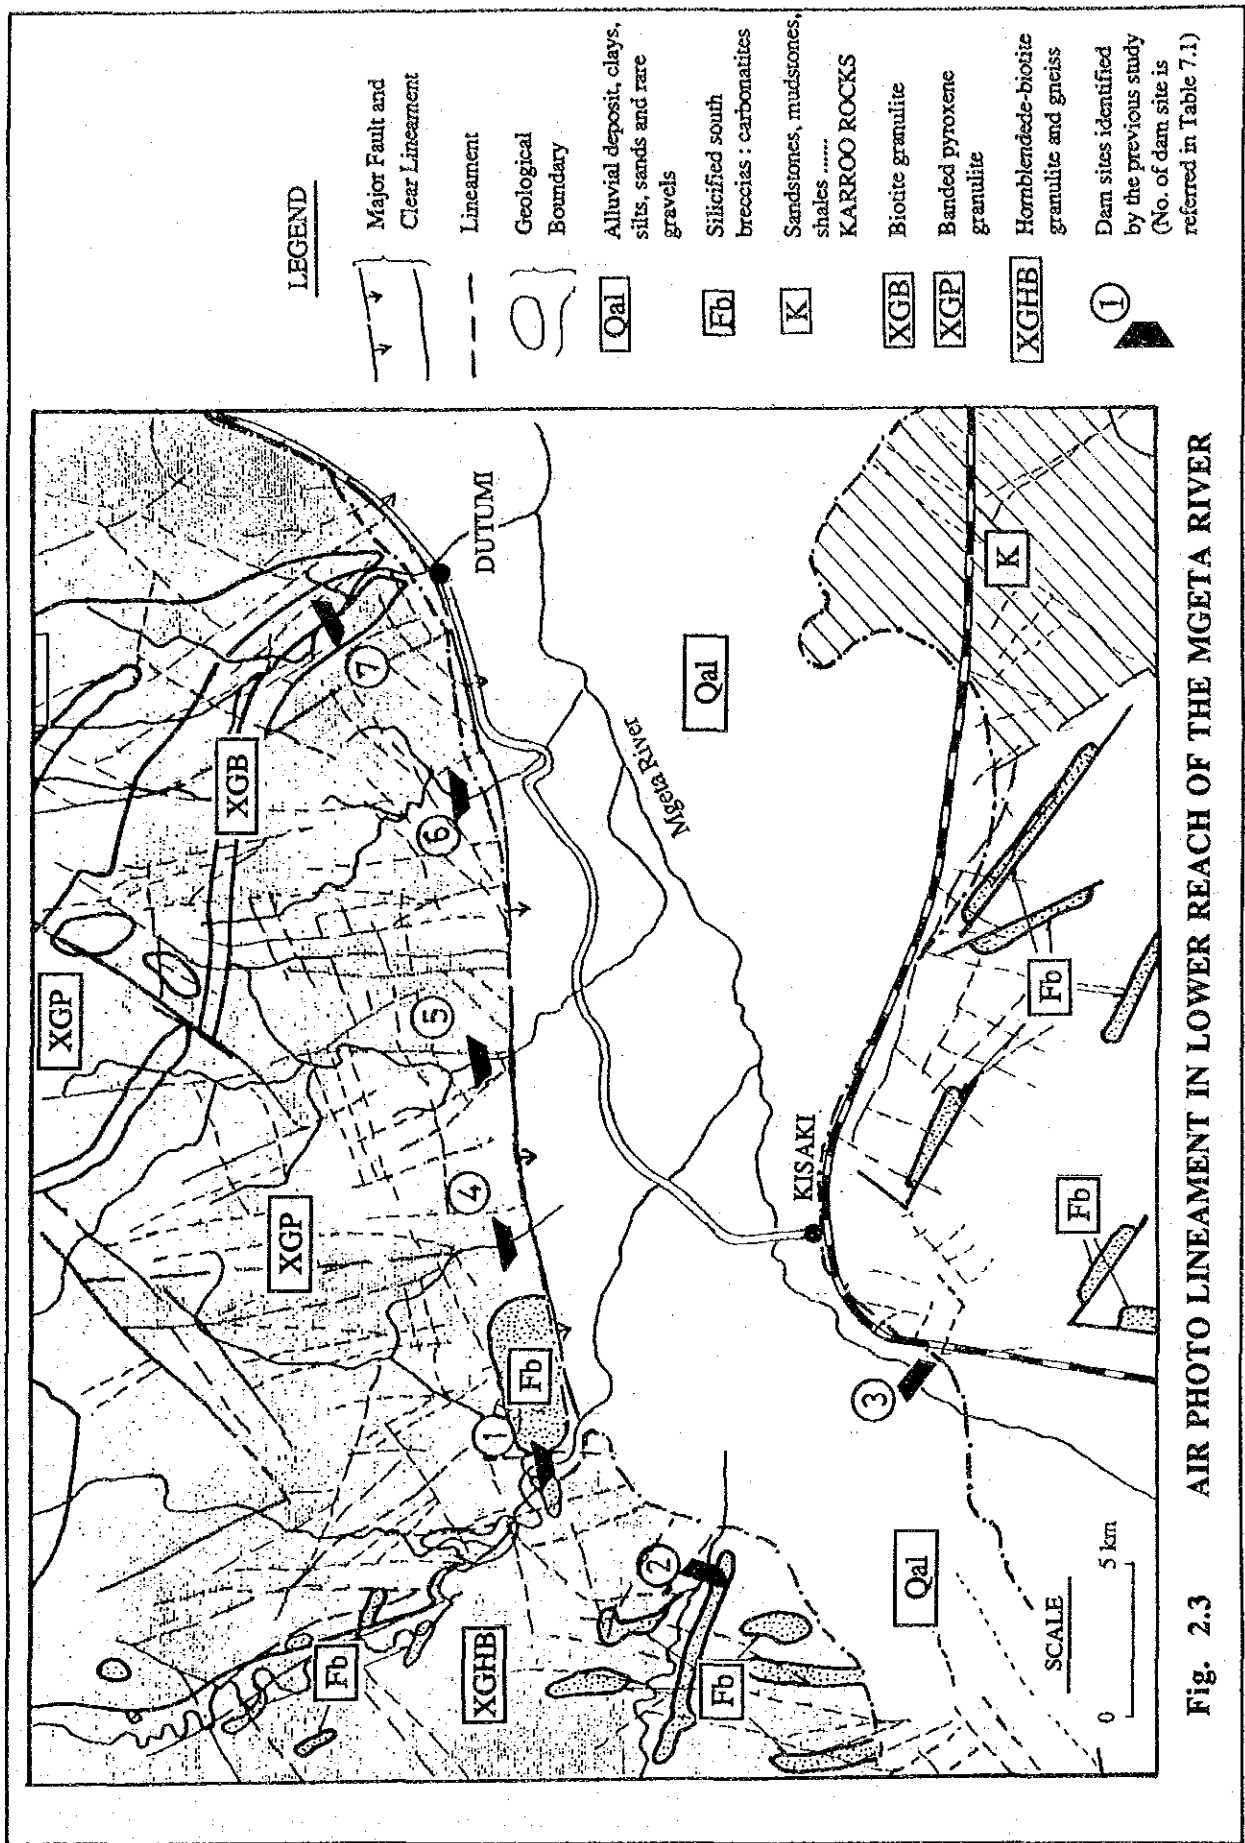 LEGEND
Major Fault and
Clear Lineament
Lineament
Geological
Boundary
Qal
Alluvial deposit, clays,
silts, sands and rare
gravels
Fb
Silicified south
breccias : carbonatites
K
Sandstones, mudstones,
shales ......
KARROO ROCKS
XGB
Biotite granulite
XGP
Banded pyroxene
granulite
XGHB
Hornblendede-biotite
granulite and gneiss
1
Dam sites identified
by the previous study
(No. of dam site is
referred in Table 7.1)
XGP
XGB
7
DUTUMI
6
XGP
5
4
Fb
1
Fb
XGHB
2
Fb
Mgeta River
Qal
K
KISAKI
Fb
Fb
3
Qal
SCALE
0 5 km
Fig. 2.3 AIR PHOTO LINEAMENT IN LOWER REACH OF THE MGETA RIVER